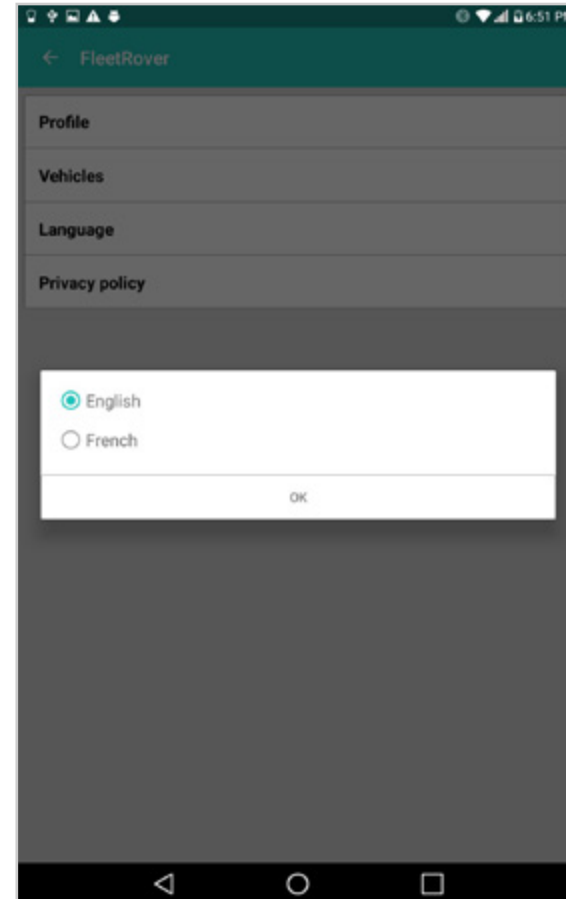 6:51 PM
FleetRover
Profile
Vehicles
Language
Privacy policy
English
French
OK